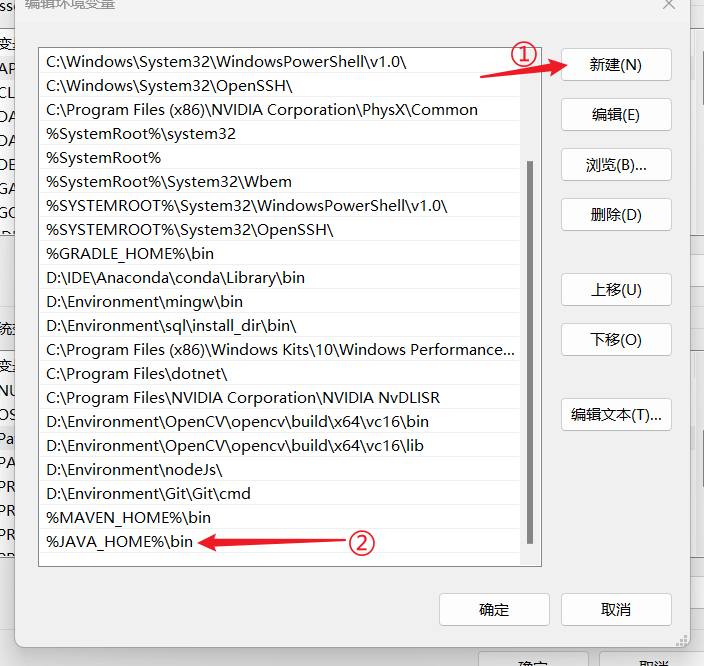 编辑环境变量
①
C:\Windows\System32\WindowsPowerShell\v1.0\
新建(N)
C:\Windows\System32\OpenSSH\
C:\Program Files (x86)\NVIDIA Corporation\PhysX\Common
编辑(E)
%SystemRoot%\system32
%SystemRoot%
浏览(B)...
%SystemRoot%\System32\Wbem
%SYSTEMROOT%\System32\WindowsPowerShell\v1.0\
删除(D)
%SYSTEMROOT%\System32\OpenSSH\
%GRADLE_HOME%\bin
D:\IDE\Anaconda\conda\Library\bin
上移(U)
D:\Environment\mingw\bin
D:\Environment\sql\install_dir\bin\
下移(O)
C:\Program Files (x86)\Windows Kits\10\Windows Performance...
C:\Program Files\dotnet\
C:\Program Files\NVIDIA Corporation\NVIDIA NvDLISR
编辑文本(T)...
D:\Environment\OpenCV\opencv\build\x64\vc16\bin
D:\Environment\OpenCV\opencv\build\x64\vc16\lib
D:\Environment\nodeJs\
D:\Environment\Git\Git\cmd
%MAVEN_HOME%\bin
%JAVA_HOME%\bin
②
确定
取消
确定
取消